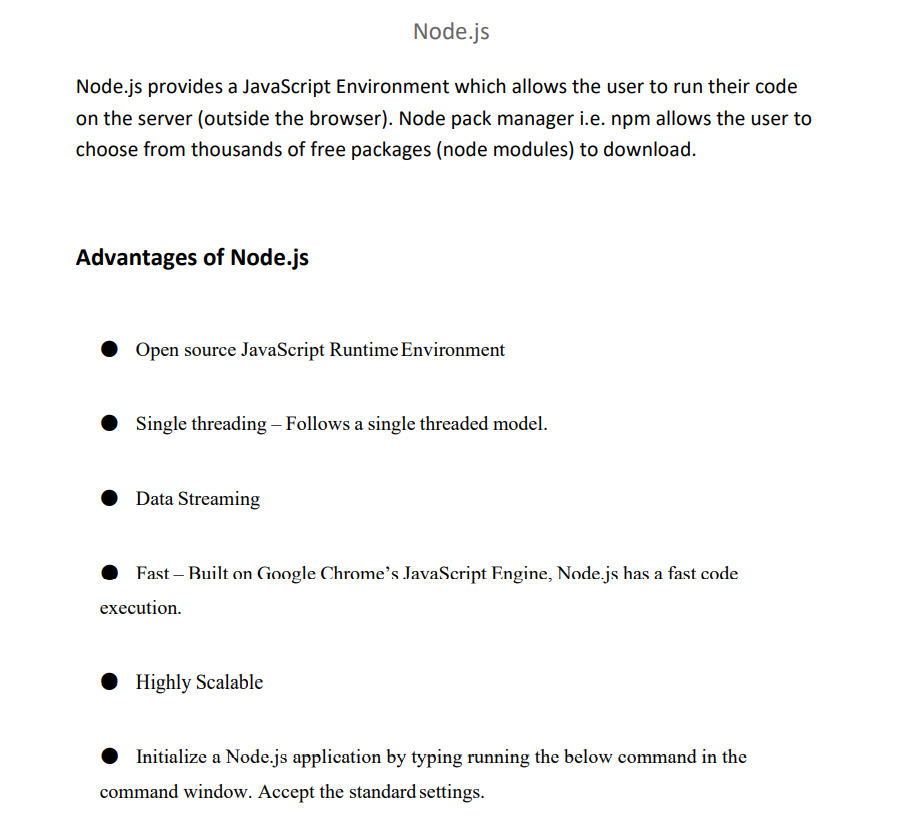 Node.js
Node.js provides a JavaScript Environment which allows the user to run their code
on the server (outside the browser). Node pack manager i.e. npm allows the user to
choose from thousands of free packages (node modules) to download.
Advantages of Node.js
● Open source JavaScript Runtime Environment
● Single threading – Follows a single threaded model.
● Data Streaming
● Fast – Built on Google Chrome’s JavaScript Engine, Node.js has a fast code
execution.
● Highly Scalable
● Initialize a Node.js application by typing running the below command in the
command window. Accept the standard settings.